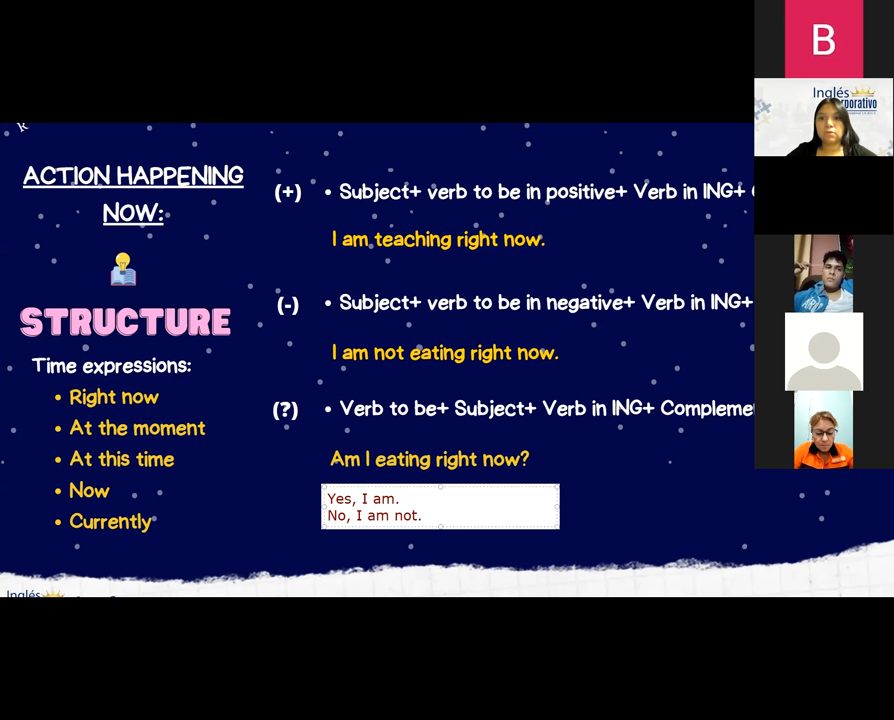 ACTION HAPPENING
NOW:
STRUCTURE
Time expressions:
• Right now
• At the moment
• At this time
• Now
• Currently
(+) • Subject+ verb to be in positive+ Verb in ING+
I am teaching right now.
(-) • Subject+ verb to be in negative+ Verb in ING+
I am not eating right now.
(?) • Verb to be+ Subject+ Verb in ING+ Compleme
Am I eating right now?
Yes, I am.
No, I am not.
B
Inglés
porativo
Inglés